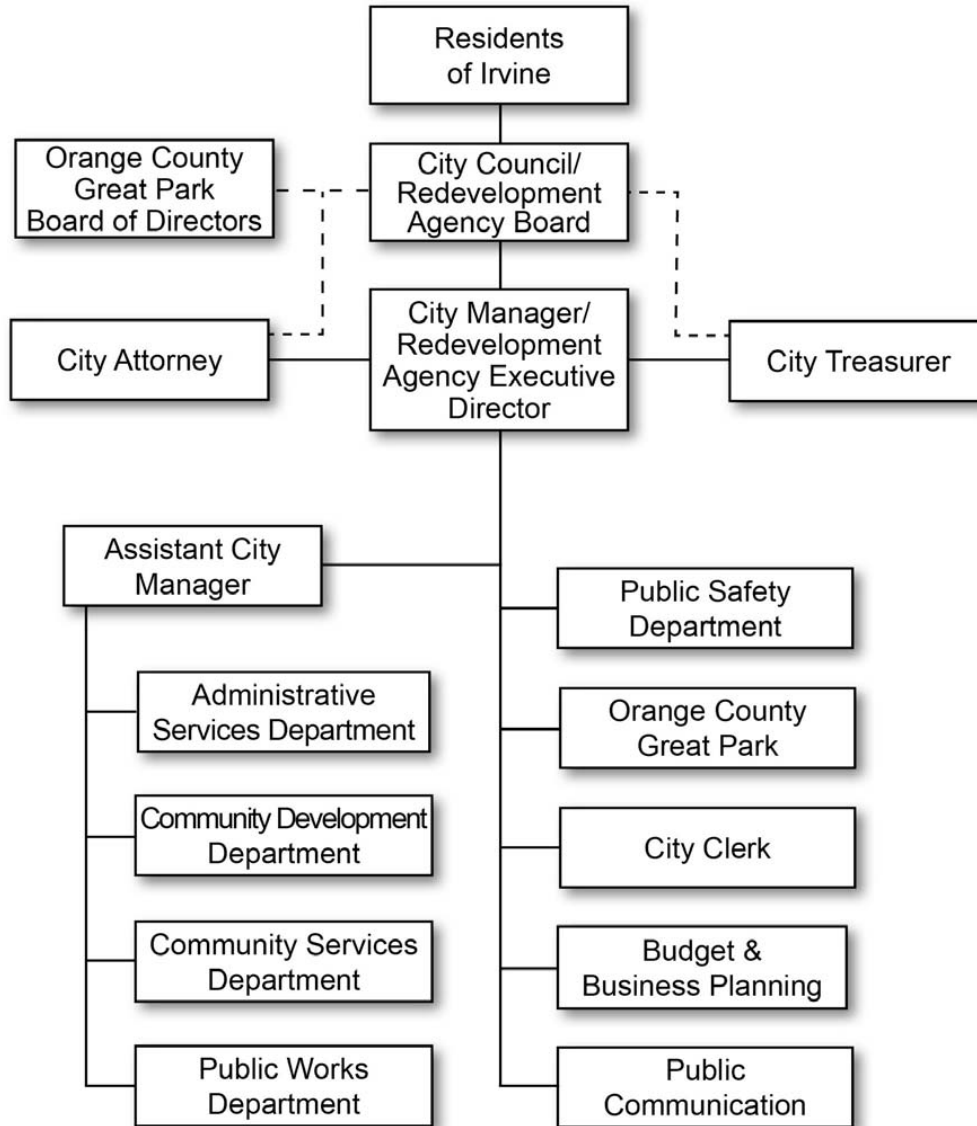 Residents
of Irvine
Orange County
Great Park
Board of Directors
City Council/
Redevelopment
Agency Board
City Attorney
City Manager/
Redevelopment
Agency Executive
Director
City Treasurer
Assistant City
Manager
Administrative
Services Department
Community Development
Department
Community Services
Department
Public Works
Department
Public Safety
Department
Orange County
Great Park
City Clerk
Budget &
Business Planning
Public
Communication